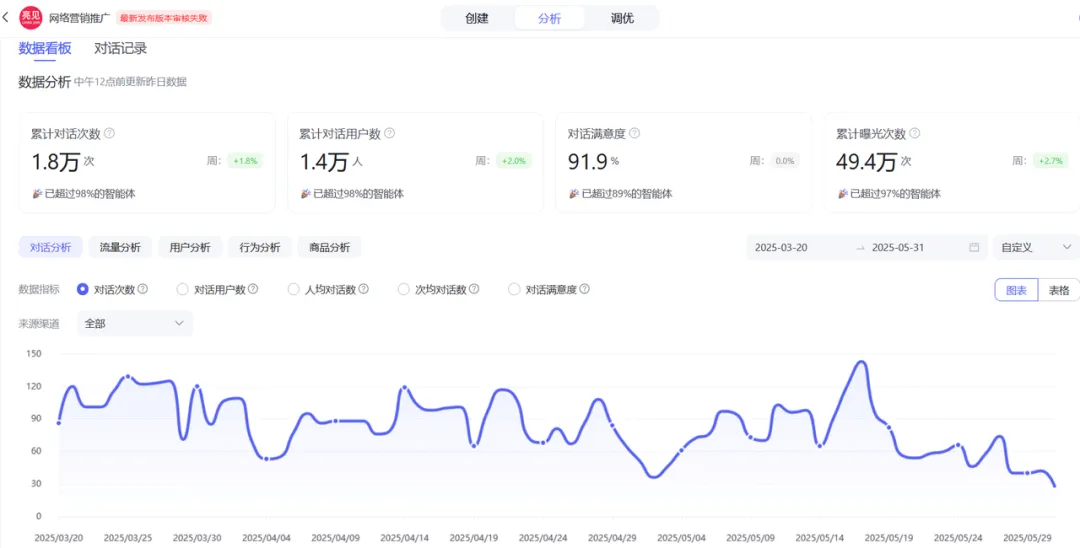 亮见 网络营销推广 最新发布版本审核失败 创建 分析 调优
数据看板 对话记录
数据分析 中午12点前更新昨日数据
累计对话次数 累计对话用户数 对话满意度 累计曝光次数
1.8万 次 周: +1.8% 1.4万 人 周: +2.0% 91.9 % 周: 0.0% 49.4万 次 周: +2.7%
已超过98%的智能体 已超过98%的智能体 已超过89%的智能体 已超过97%的智能体
对话分析 流量分析 用户分析 行为分析 商品分析 2025-03-20 → 2025-05-31 自定义
数据指标 对话次数 对话用户数 人均对话数 次均对话数 对话满意度 图表 表格
来源渠道 全部
150
120
90
60
30
0
2025/03/20 2025/03/25 2025/03/30 2025/04/04 2025/04/09 2025/04/14 2025/04/19 2025/04/24 2025/04/29 2025/05/04 2025/05/09 2025/05/14 2025/05/19 2025/05/24 2025/05/29